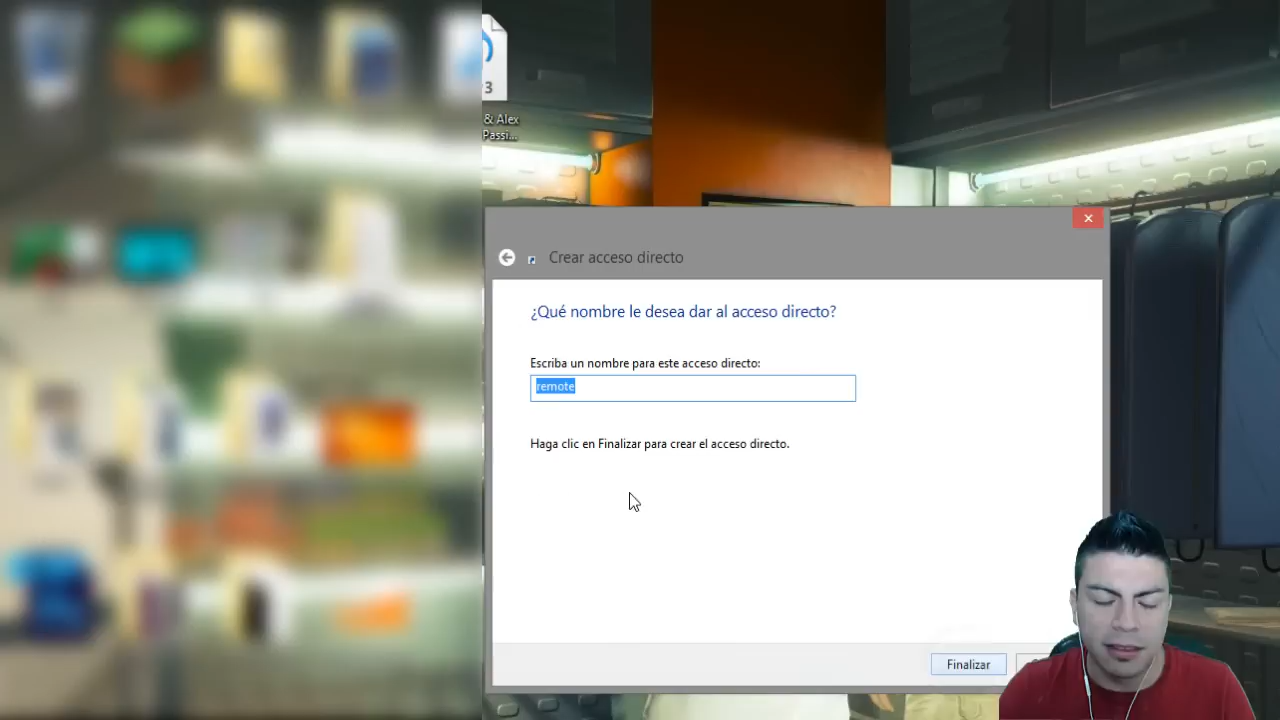 3
& Alex
Passi...
Crear acceso directo
¿Qué nombre le desea dar al acceso directo?
Escriba un nombre para este acceso directo:
remote
Haga clic en Finalizar para crear el acceso directo.
Finalizar